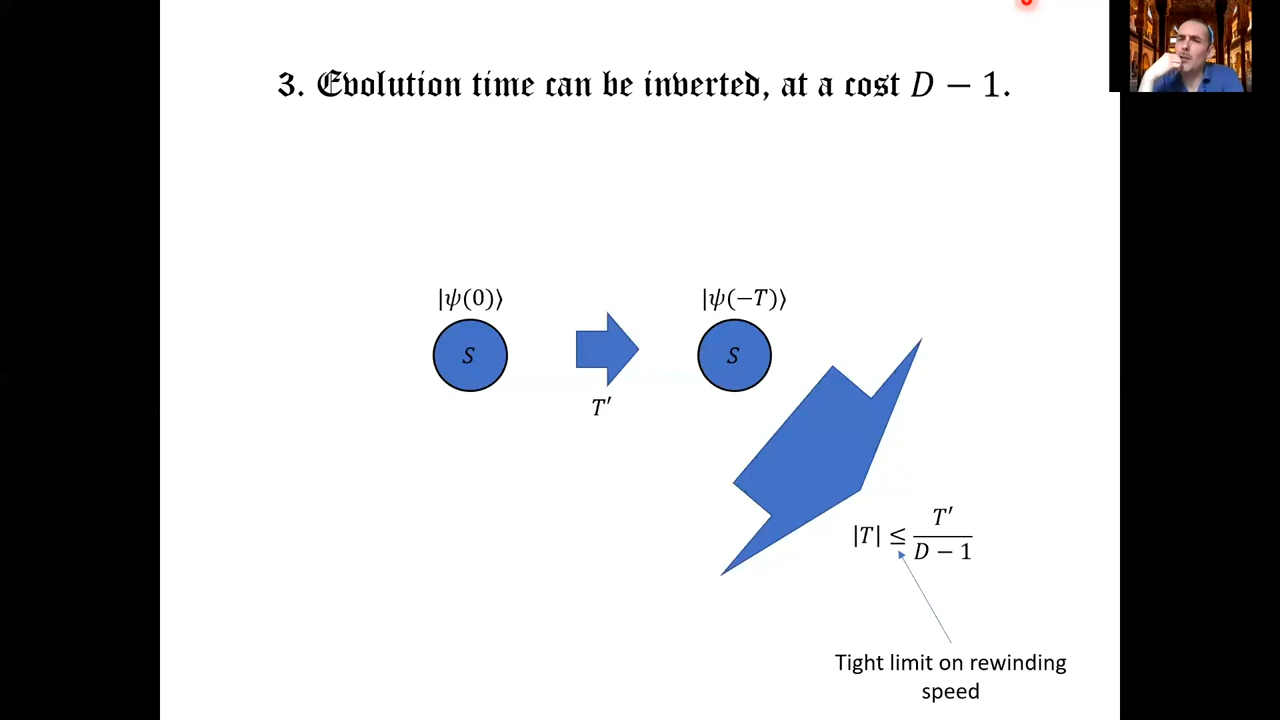 3. Evolution time can be inverted, at a cost D − 1.
|ψ(0)⟩
|ψ(−T)⟩
S
S
T′
|T| ≤ T′/(D − 1)
Tight limit on rewinding
speed